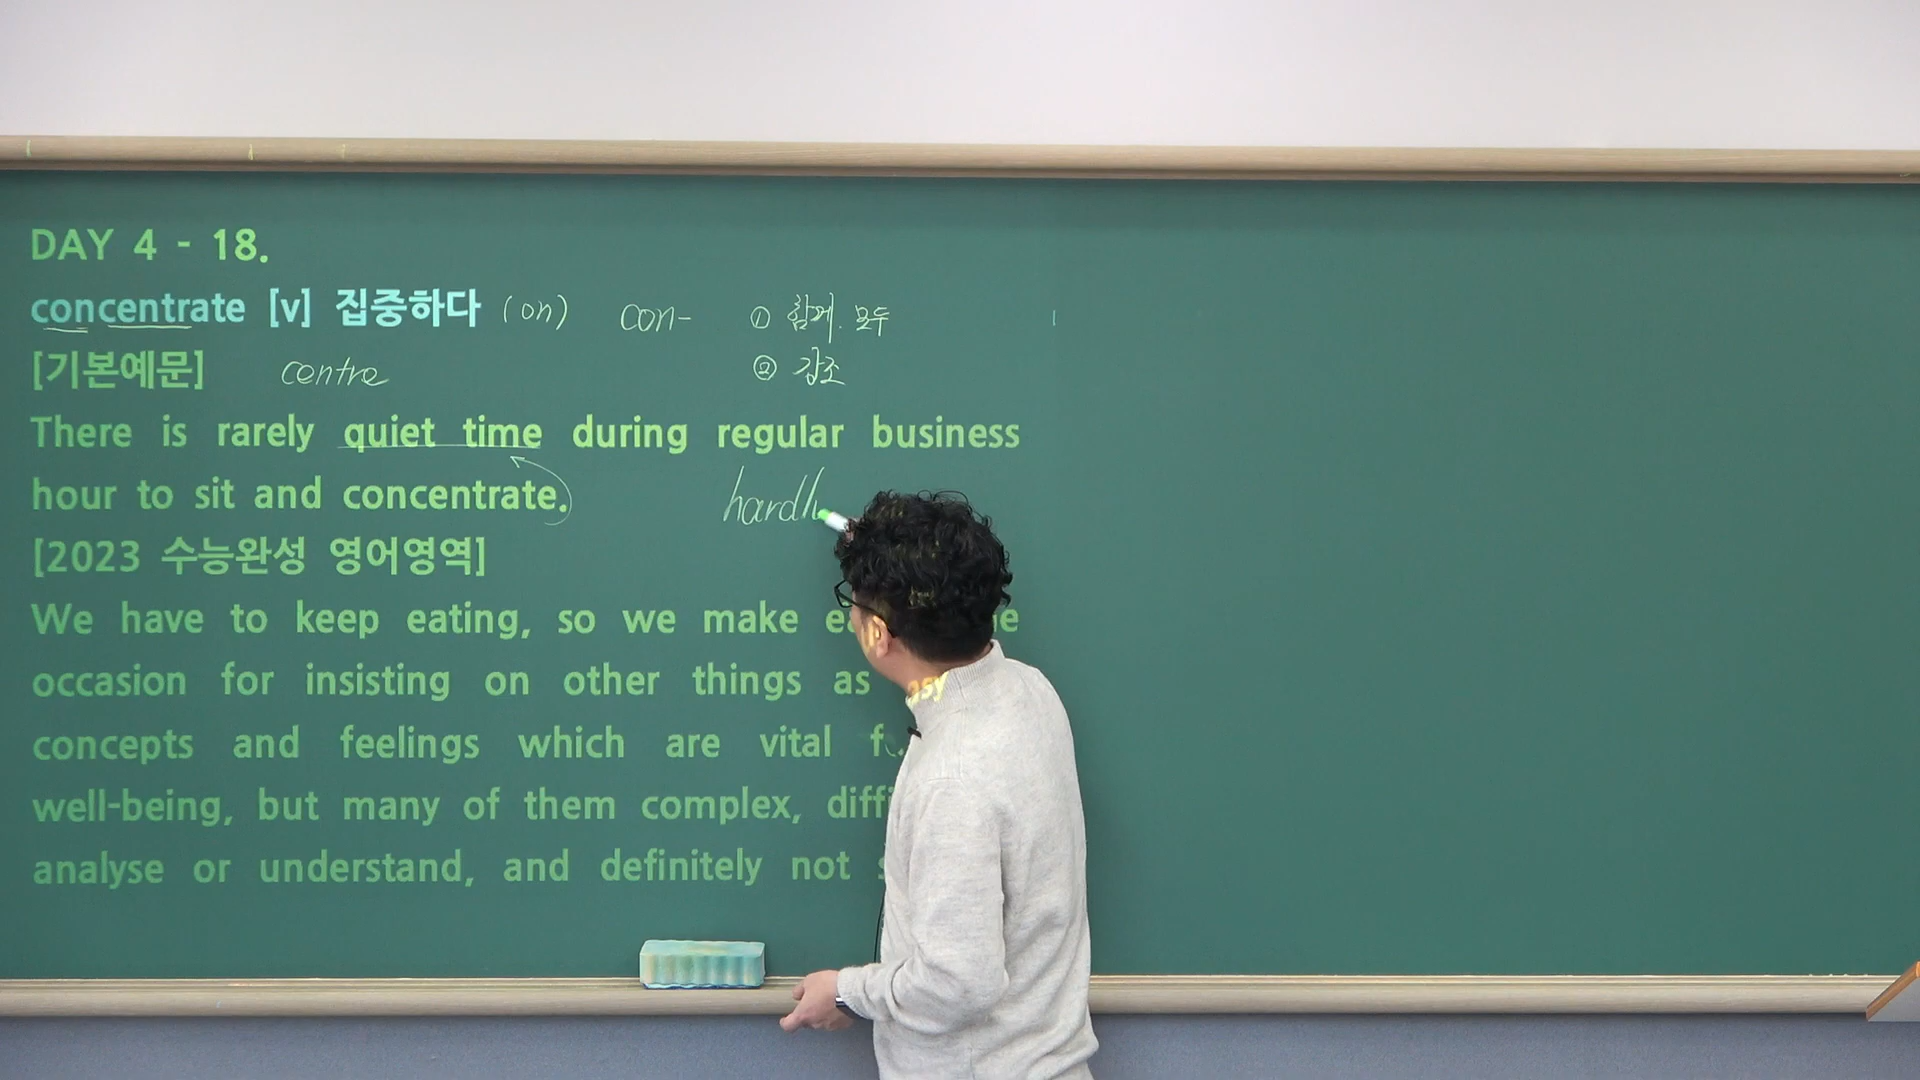 DAY 4 - 18.
concentrate [v] 집중하다 (on) con- ① 함께. 모두
[기본예문] centre ② 강조
There is rarely quiet time during regular business
hour to sit and concentrate. hardly
[2023 수능완성 영어영역]
We have to keep eating, so we make
occasion for insisting on other things as
concepts and feelings which are vital
well-being, but many of them complex,
analyse or understand, and definitely not